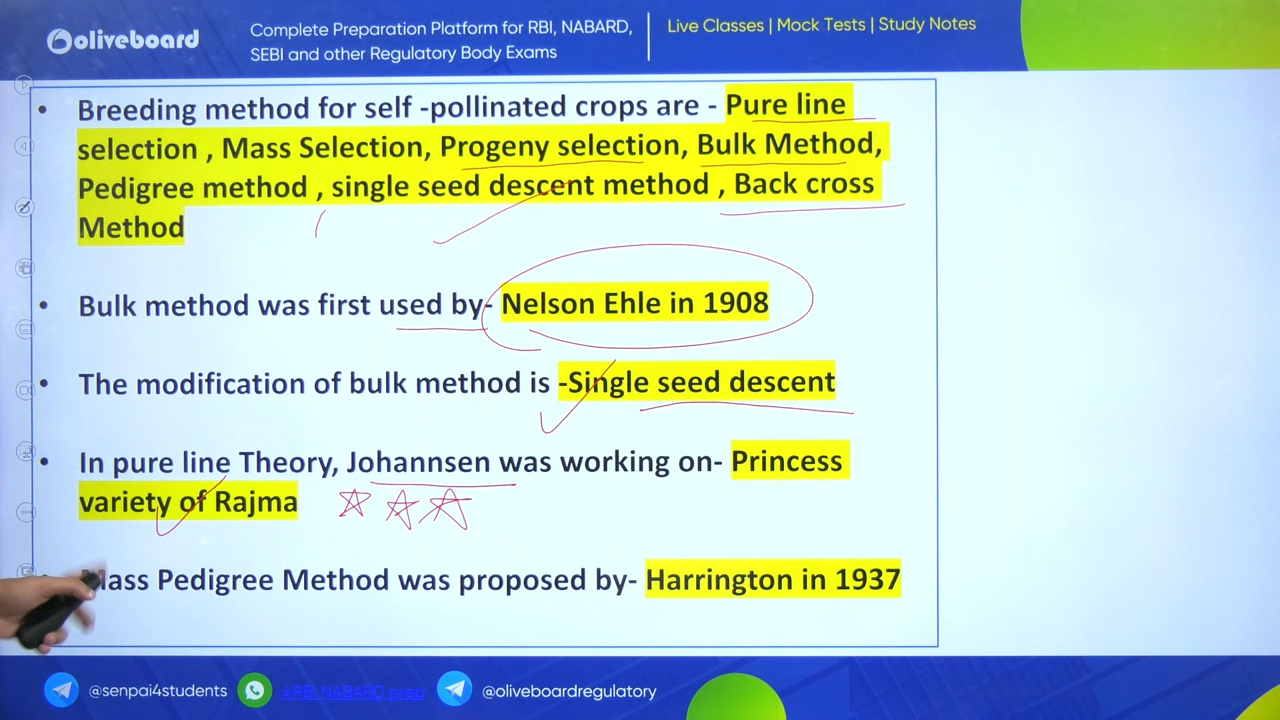 oliveboard
Complete Preparation Platform for RBI, NABARD,
SEBI and other Regulatory Body Exams
Live Classes | Mock Tests | Study Notes
• Breeding method for self -pollinated crops are - Pure line
selection , Mass Selection, Progeny selection, Bulk Method,
Pedigree method , single seed descent method , Back cross
Method
• Bulk method was first used by- Nelson Ehle in 1908
• The modification of bulk method is -Single seed descent
• In pure line Theory, Johannsen was working on- Princess
variety of Rajma
Mass Pedigree Method was proposed by- Harrington in 1937
@senpai4students
RBI NABARD prep
@oliveboardregulatory